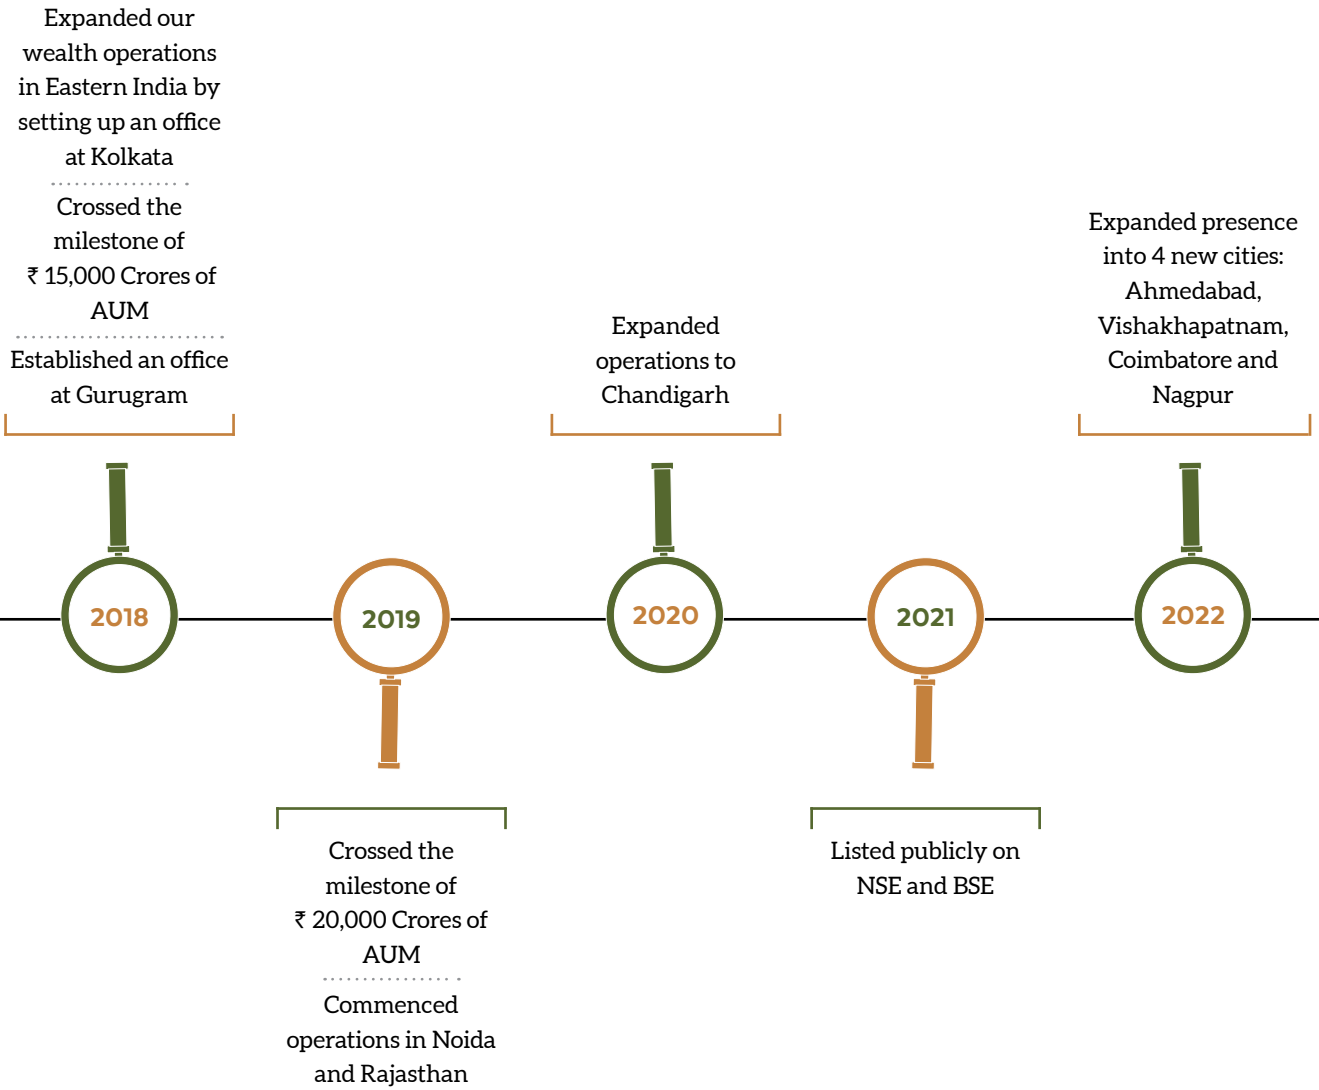 Expanded our
wealth operations
in Eastern India by
setting up an office
at Kolkata
Crossed the
milestone of
₹ 15,000 Crores of
AUM
Established an office
at Gurugram
2018
2019
Crossed the
milestone of
₹ 20,000 Crores of
AUM
Commenced
operations in Noida
and Rajasthan
Expanded
operations to
Chandigarh
2020
2021
Listed publicly on
NSE and BSE
Expanded presence
into 4 new cities:
Ahmedabad,
Vishakhapatnam,
Coimbatore and
Nagpur
2022